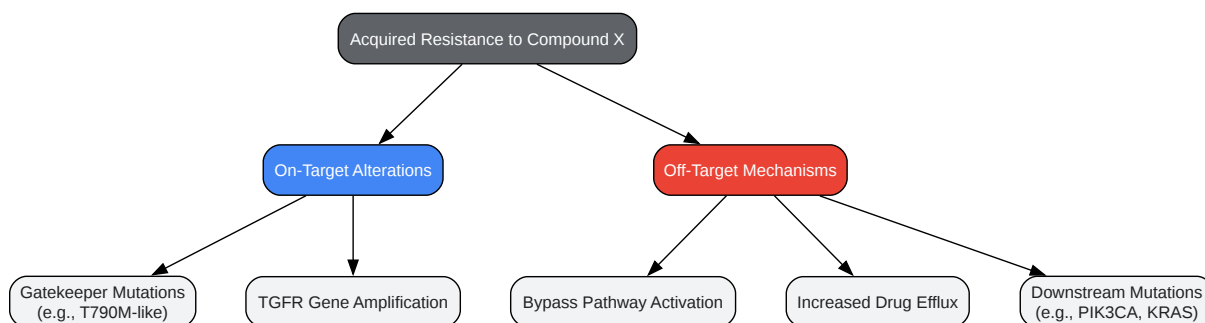 Acquired Resistance to Compound X
On-Target Alterations
Off-Target Mechanisms
Gatekeeper Mutations
(e.g., T790M-like)
TGFR Gene Amplification
Bypass Pathway Activation
Increased Drug Efflux
Downstream Mutations
(e.g., PIK3CA, KRAS)